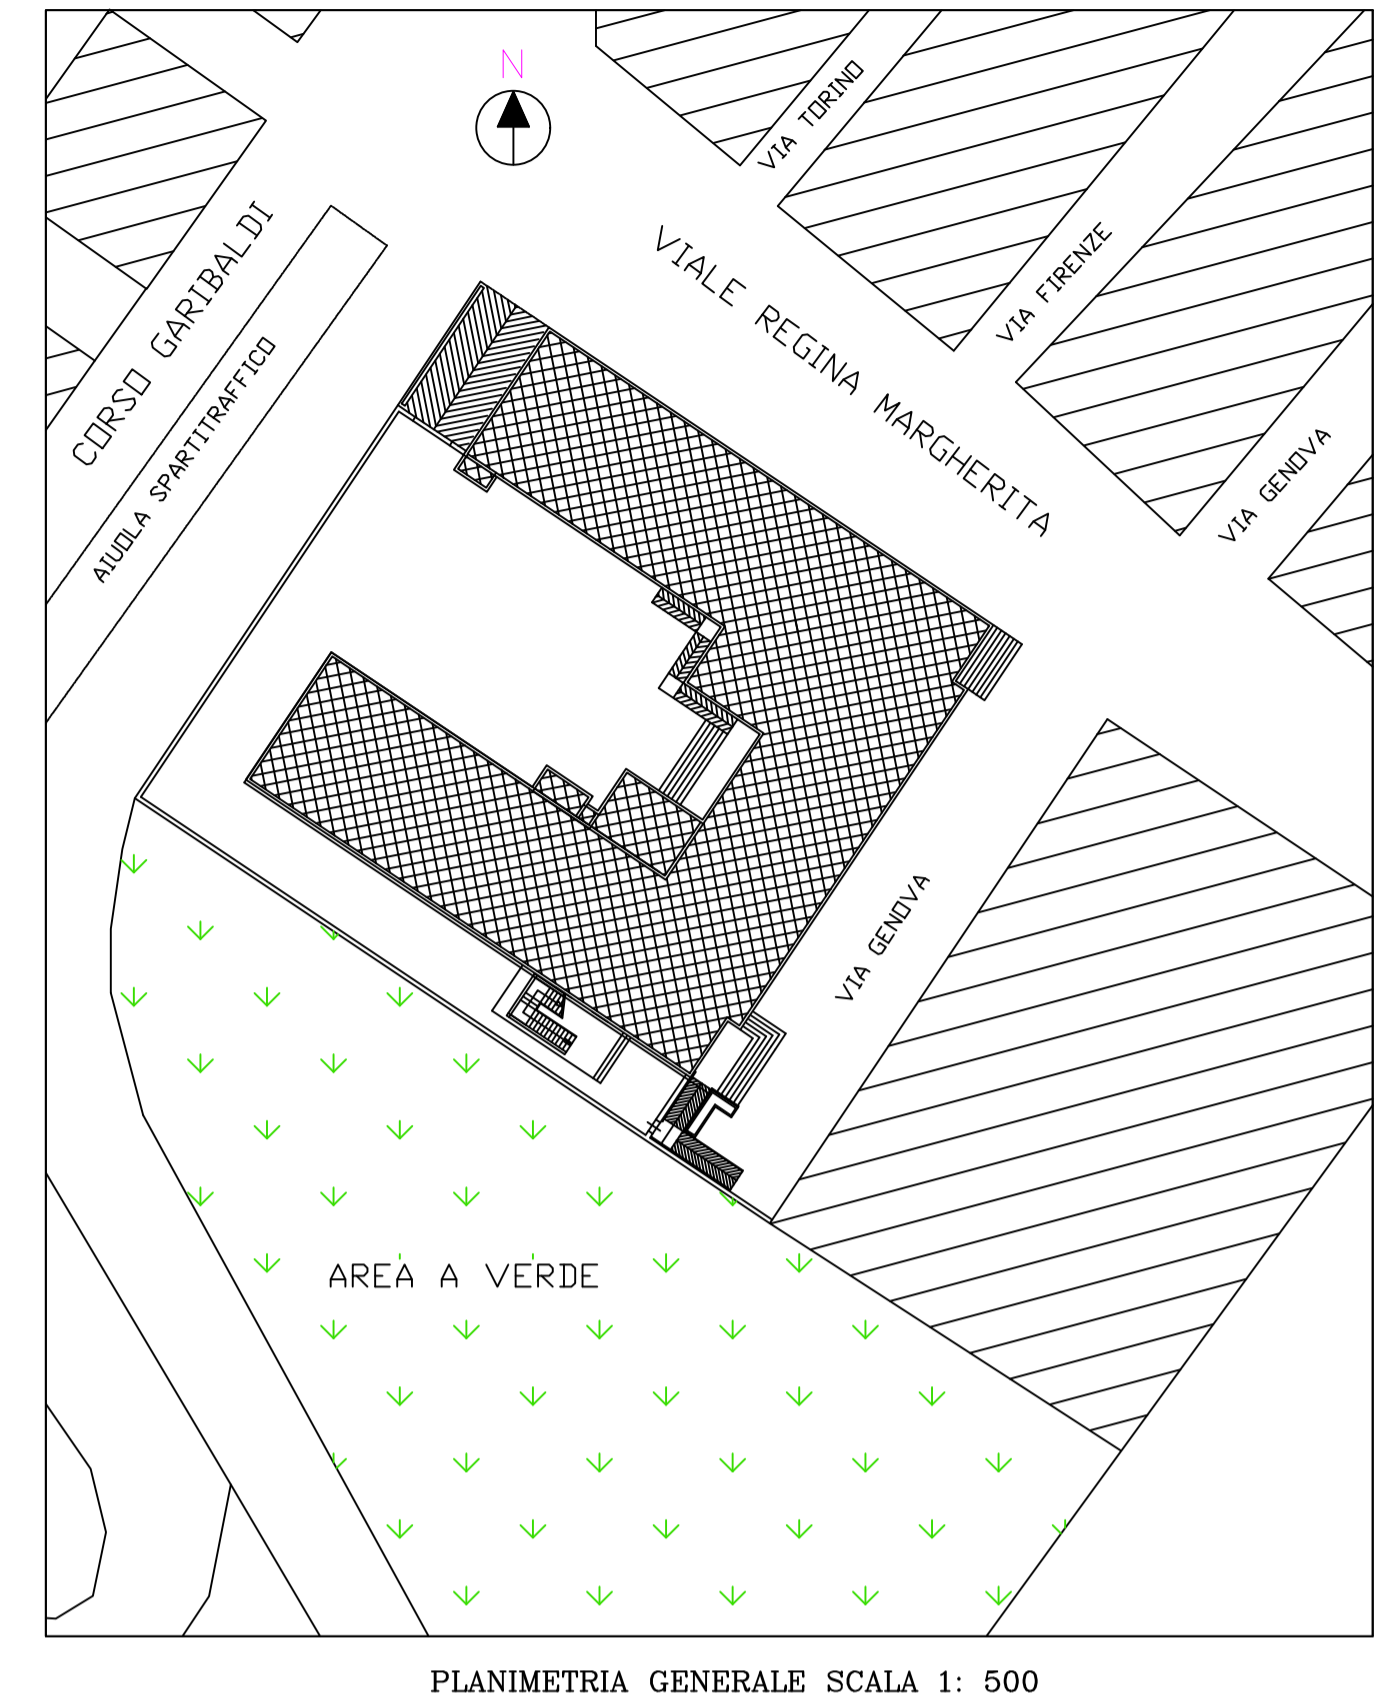 N
VIA TORINO
VIALE REGINA MARGHERITA
VIA FIRENZE
CORSO GARIBALDI
AIUOLA SPARTITRAFFICO
VIA GENOVA
VIA GENOVA
AREA A VERDE
PLANIMETRIA GENERALE SCALA 1: 500